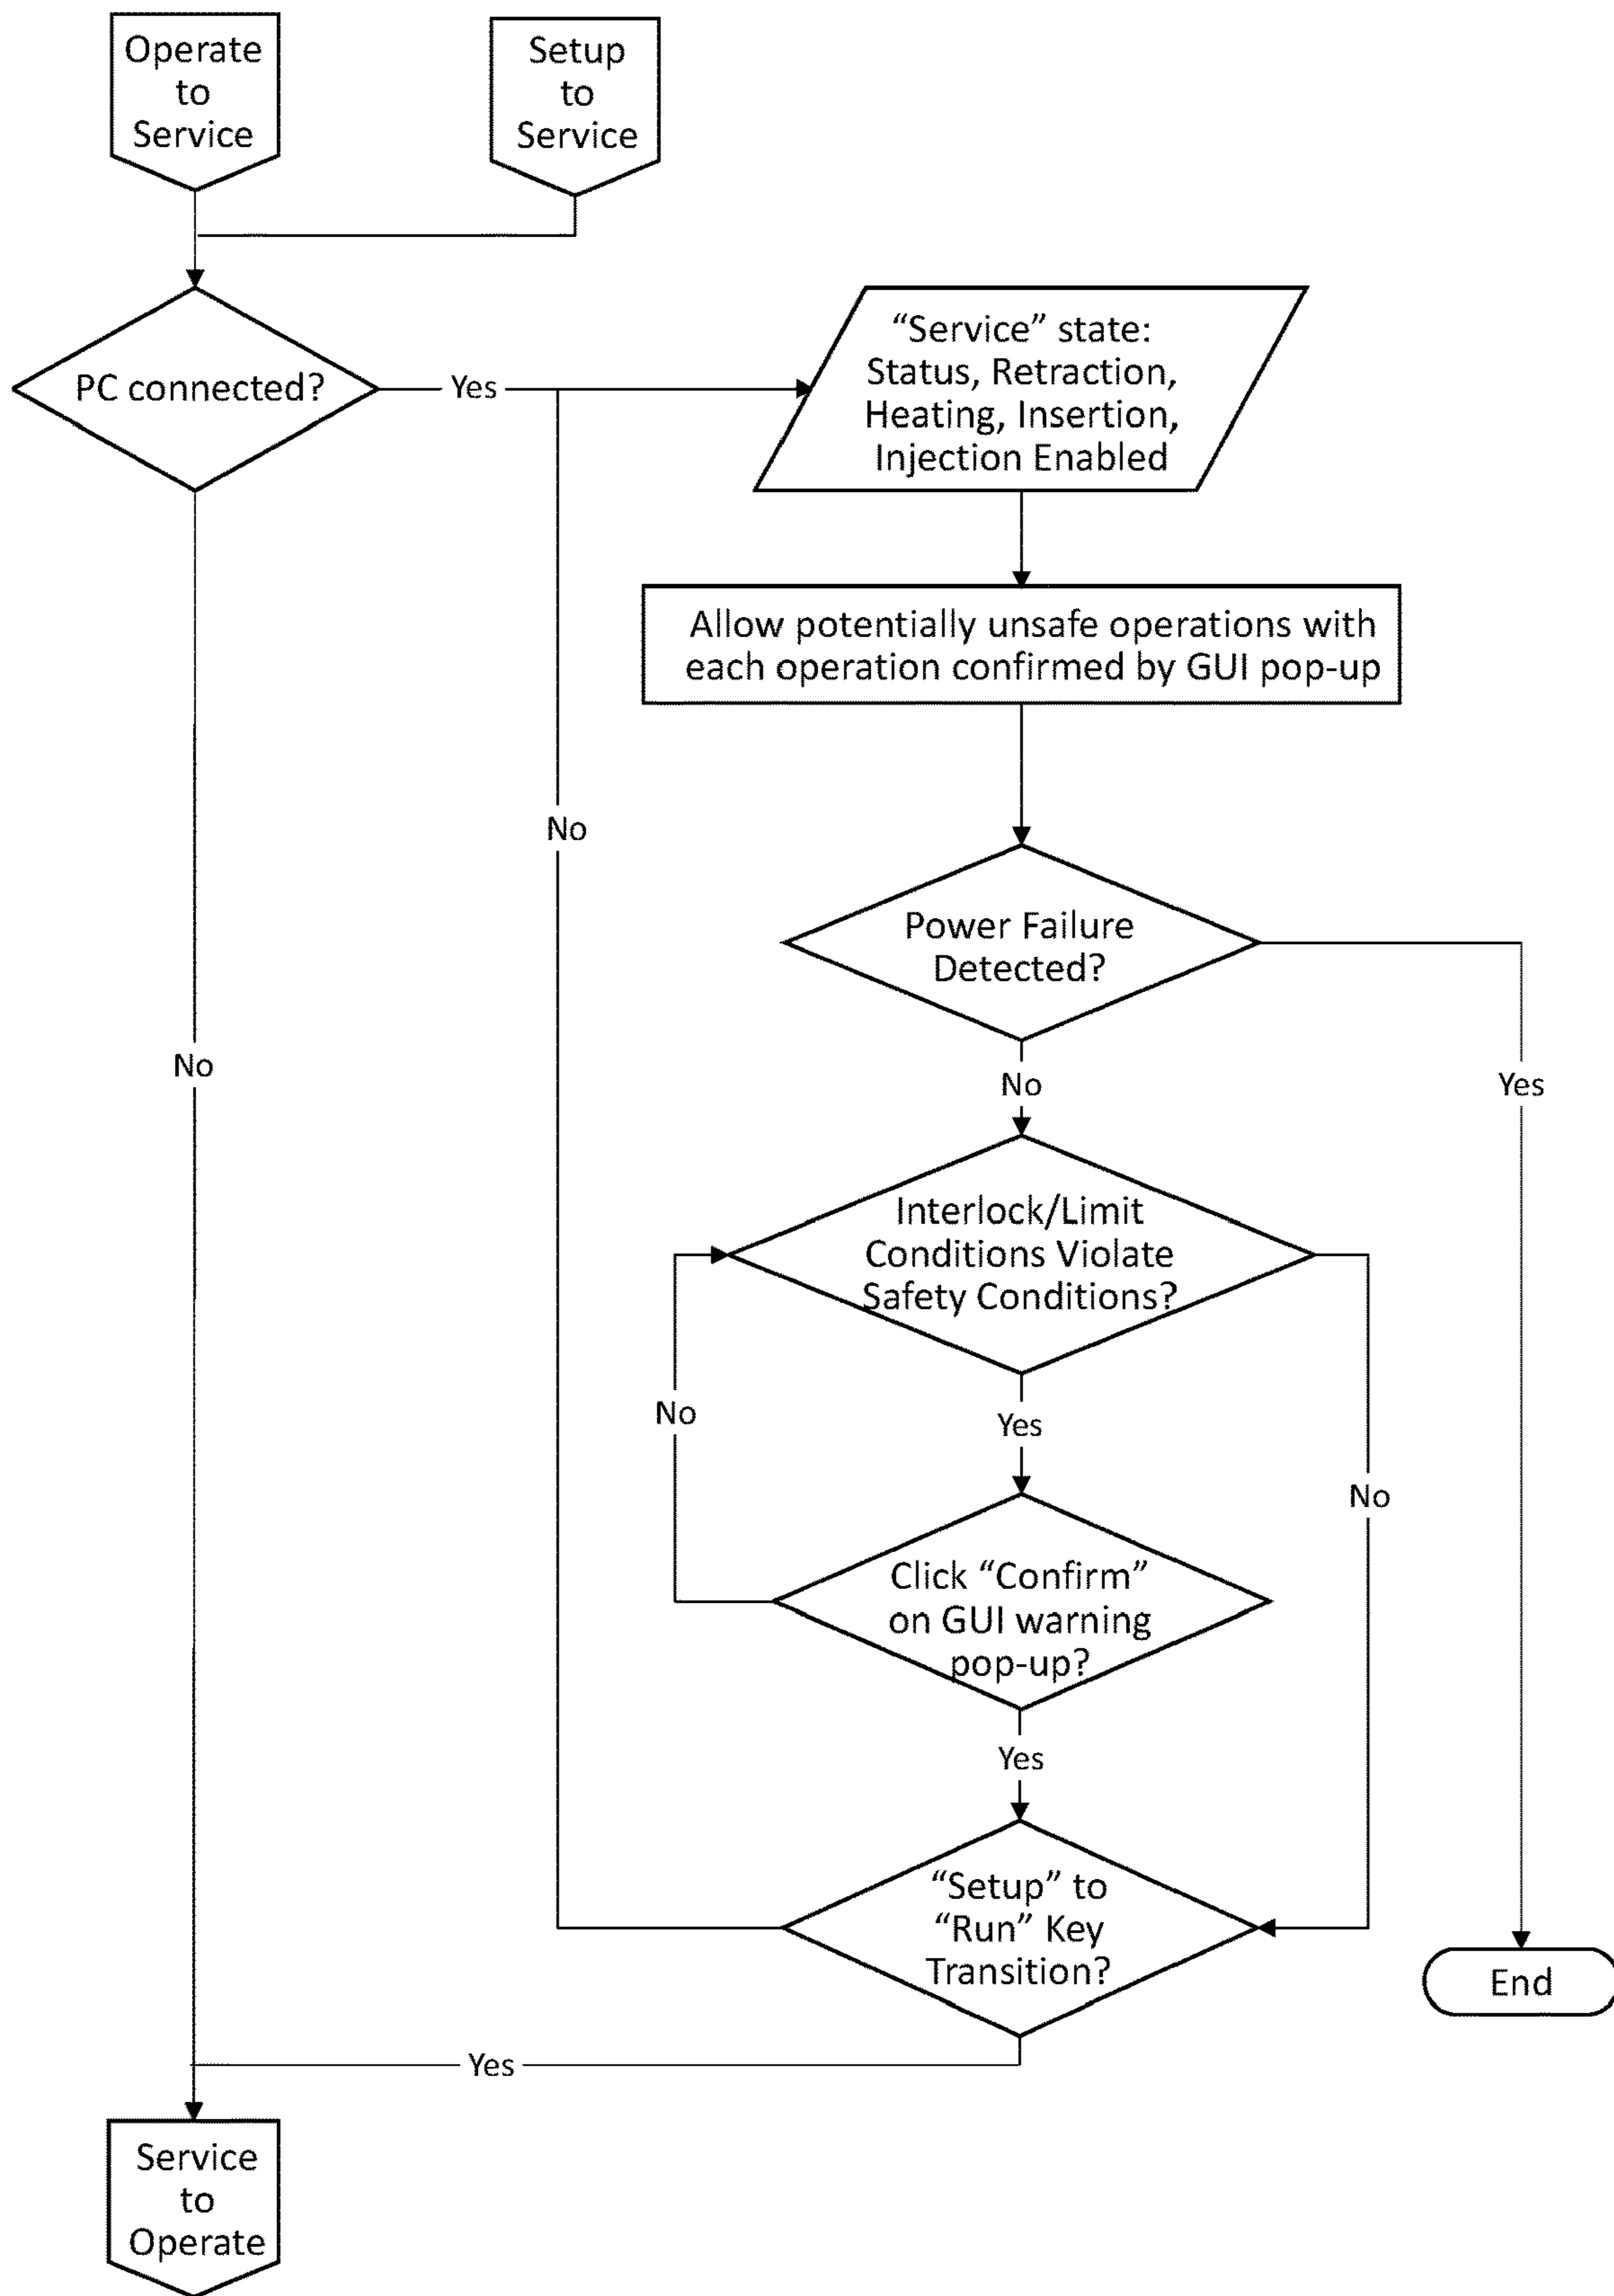 Operate
to
Service
Setup
to
Service
PC connected?
Yes
“Service” state:
Status, Retraction,
Heating, Insertion,
Injection Enabled
Allow potentially unsafe operations with
each operation confirmed by GUI pop-up
No
Power Failure
Detected?
No
No
Yes
Interlock/Limit
Conditions Violate
Safety Conditions?
No
Yes
No
Click “Confirm”
on GUI warning
pop-up?
Yes
“Setup” to
“Run” Key
Transition?
End
Yes
Service
to
Operate